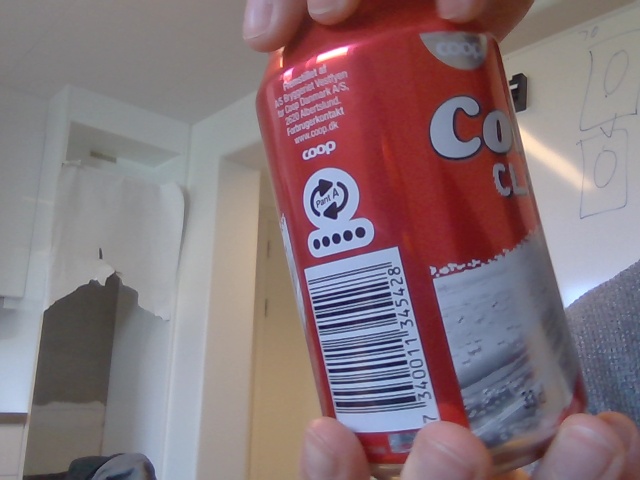 Fremstillet af
A/S Bryggeriet Vestfyen
for Coop Danmark A/S,
2620 Albertslund.
Forbrugerkontakt
www.coop.dk
coop
Pant A
7 340011 345428
coop
Co
CL